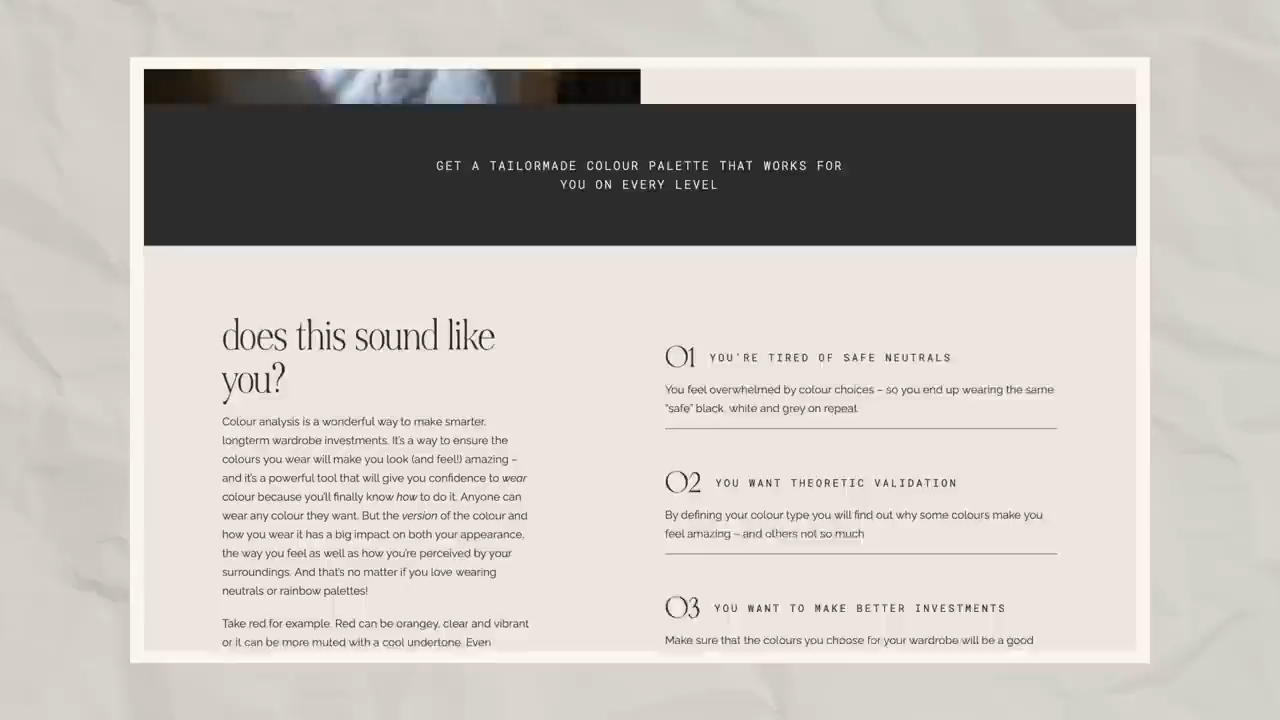 GET A TAILORMADE COLOUR PALETTE THAT WORKS FOR
YOU ON EVERY LEVEL
does this sound like
you?
Colour analysis is a wonderful way to make smarter,
longterm wardrobe investments. It's a way to ensure the
colours you wear will make you look (and feel!) amazing –
and it's a powerful tool that will give you confidence to wear
colour because you'll finally know how to do it. Anyone can
wear any colour they want. But the version of the colour and
how you wear it has a big impact on both your appearance,
the way you feel as well as how you're perceived by your
surroundings. And that's no matter if you love wearing
neutrals or rainbow palettes!
Take red for example. Red can be orangey, clear and vibrant
or it can be more muted with a cool undertone. Even
01 YOU'RE TIRED OF SAFE NEUTRALS
You feel overwhelmed by colour choices – so you end up wearing the same
"safe" black, white and grey on repeat
02 YOU WANT THEORETIC VALIDATION
By defining your colour type you will find out why some colours make you
feel amazing – and others not so much
03 YOU WANT TO MAKE BETTER INVESTMENTS
Make sure that the colours you choose for your wardrobe will be a good